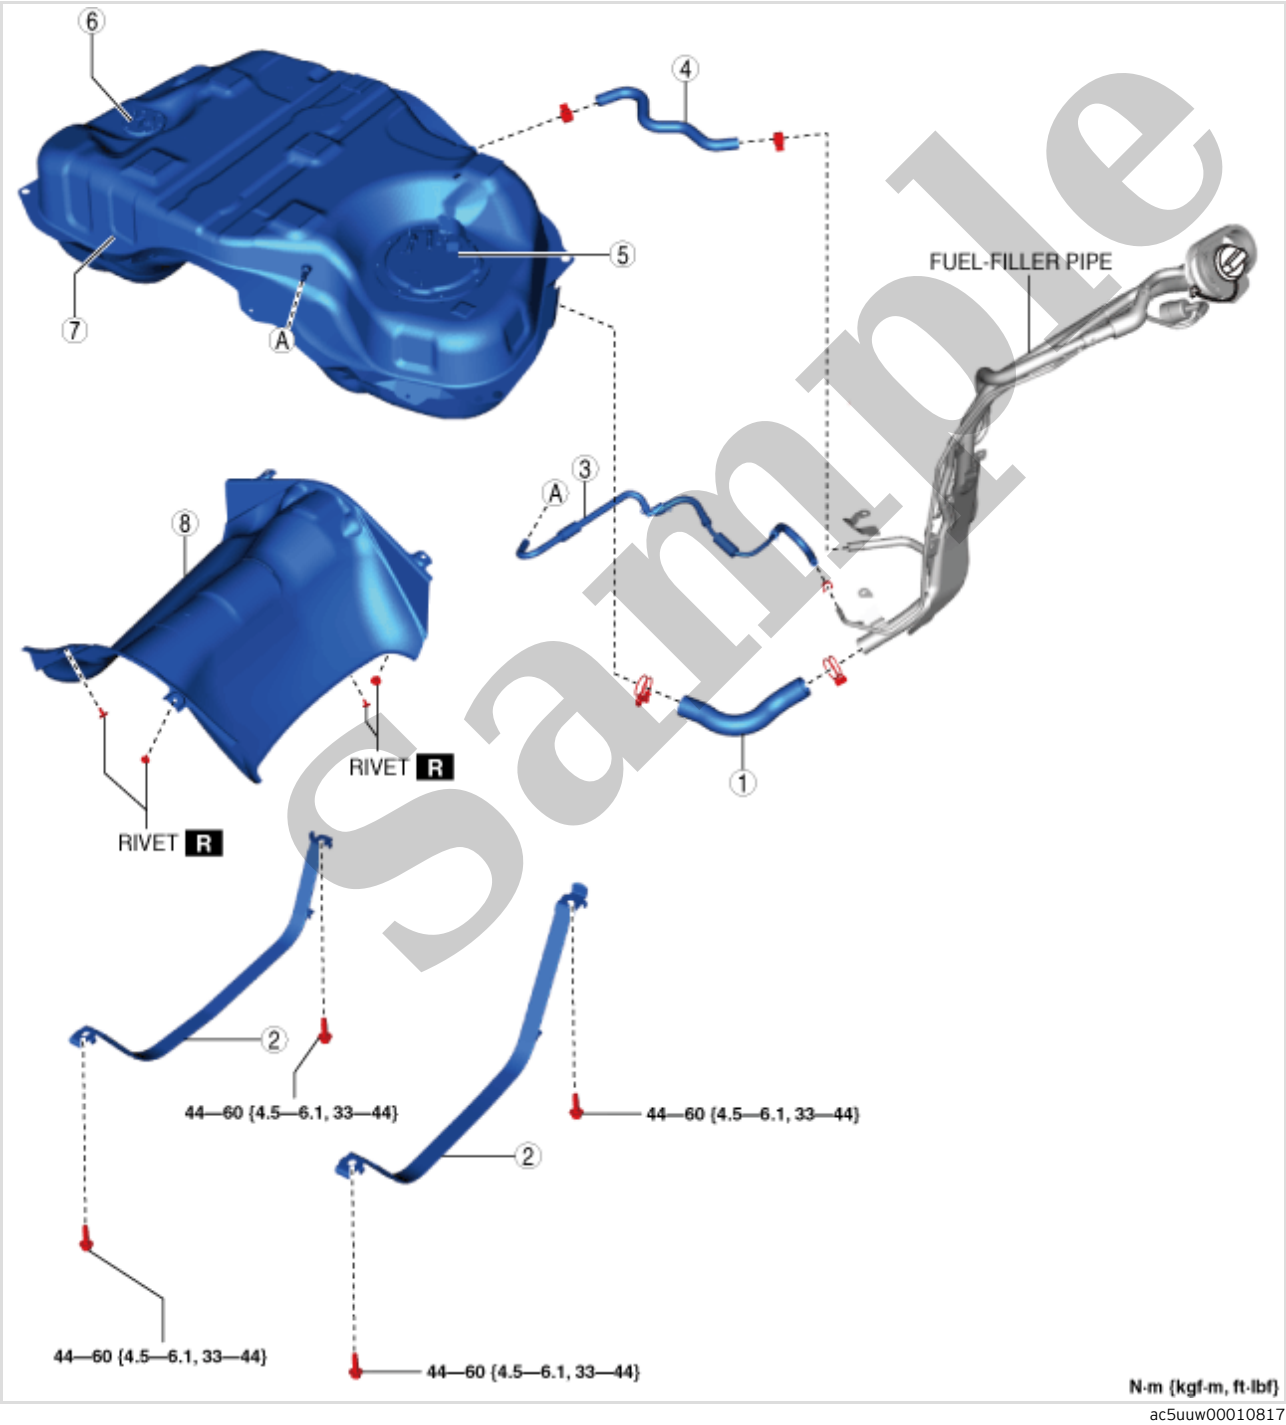 6
4
FUEL-FILLER PIPE
5
7
A
3
A
8
RIVET R
1
RIVET R
2
44—60 {4.5—6.1, 33—44}
44—60 {4.5—6.1, 33—44}
2
44—60 {4.5—6.1, 33—44}
44—60 {4.5—6.1, 33—44}
N·m {kgf·m, ft·lbf}
ac5uuw00010817
Sample